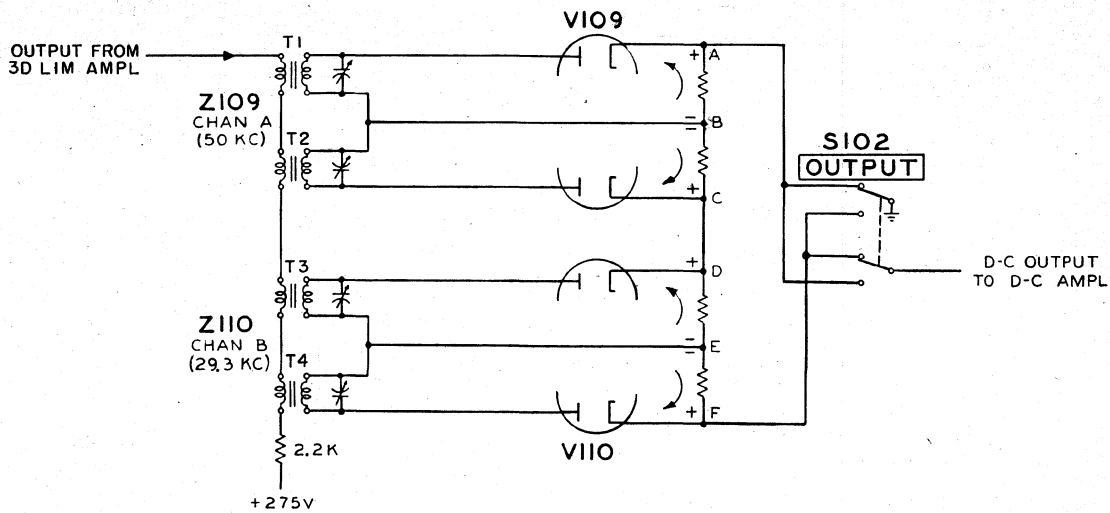 V109
OUTPUT FROM
3D LIM AMPL
T1
+ A
Z109
CHAN A
(50 KC)
= B
T2
S102
OUTPUT
+ C
T3
+ D
D-C OUTPUT
TO D-C AMPL
Z110
CHAN B
(29.3 KC)
= E
T4
+ F
V110
2.2K
+275V